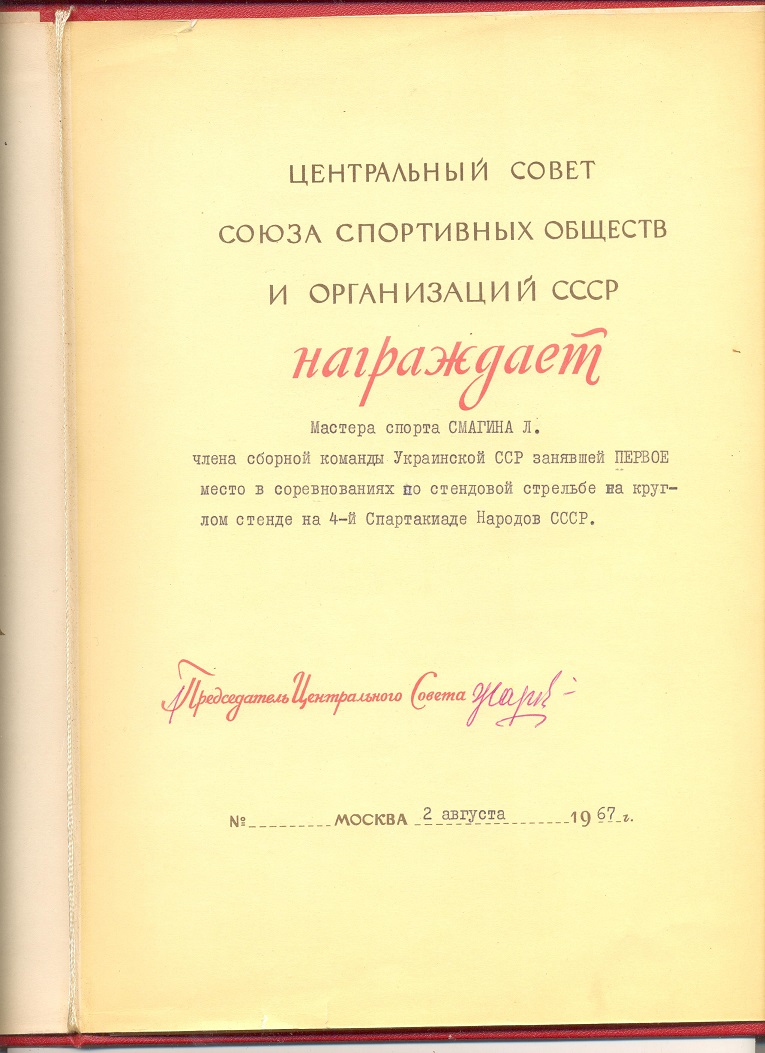 ЦЕНТРАЛЬНЫЙ СОВЕТ
СОЮЗА СПОРТИВНЫХ ОБЩЕСТВ
И ОРГАНИЗАЦИЙ СССР
награждает
Мастера спорта СМАГИНА Л.
члена сборной команды Украинской ССР занявшей ПЕРВОЕ
место в соревнованиях по стендовой стрельбе на круг-
лом стенде на 4-й Спартакиаде Народов СССР.
Председатель Центрального Совета
№ МОСКВА 2 августа 1967 г.